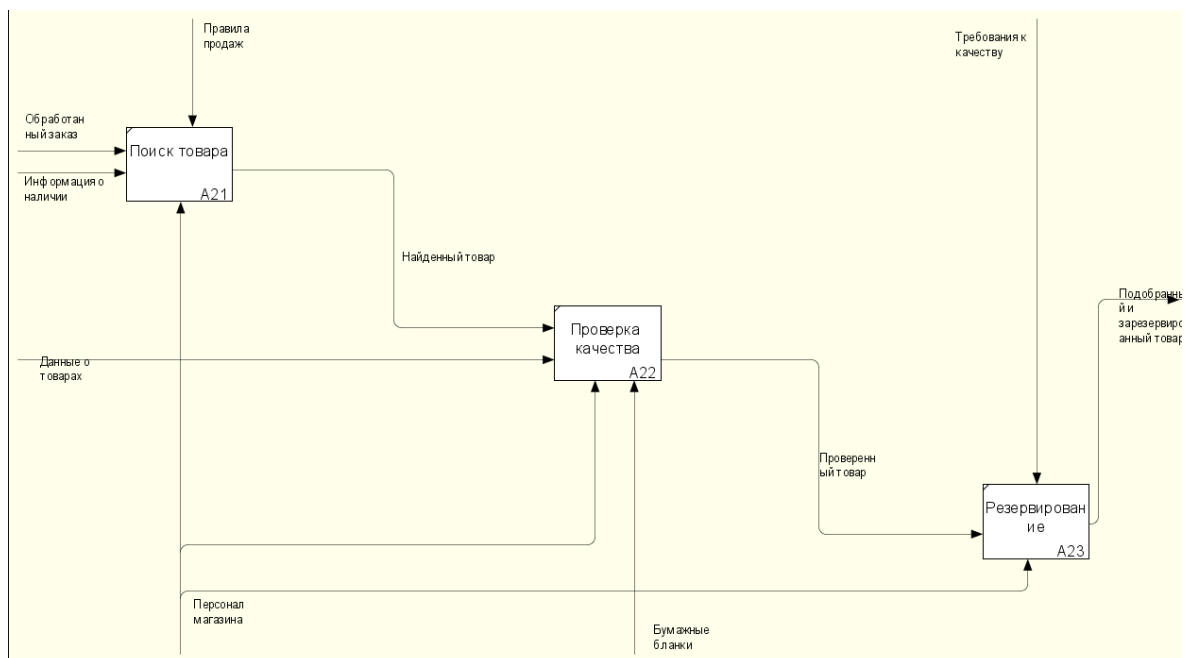 Правила
продаж
Требования к
качеству
Обработан
ный заказ
Поиск товара
A21
Информация о
наличии
Найденный товар
Подобранны
й и
зарезервиро
анный товар
Проверка
качества
A22
Данные о
товарах
Проверенн
ый товар
Резервирован
ие
A23
Персонал
магазина
Бумажные
бланки